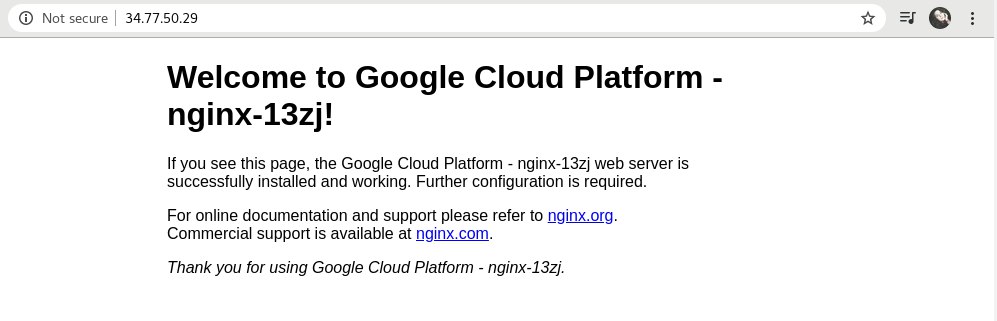 Not secure 34.77.50.29
Welcome to Google Cloud Platform -
nginx-13zj!
If you see this page, the Google Cloud Platform - nginx-13zj web server is
successfully installed and working. Further configuration is required.
For online documentation and support please refer to nginx.org.
Commercial support is available at nginx.com.
Thank you for using Google Cloud Platform - nginx-13zj.